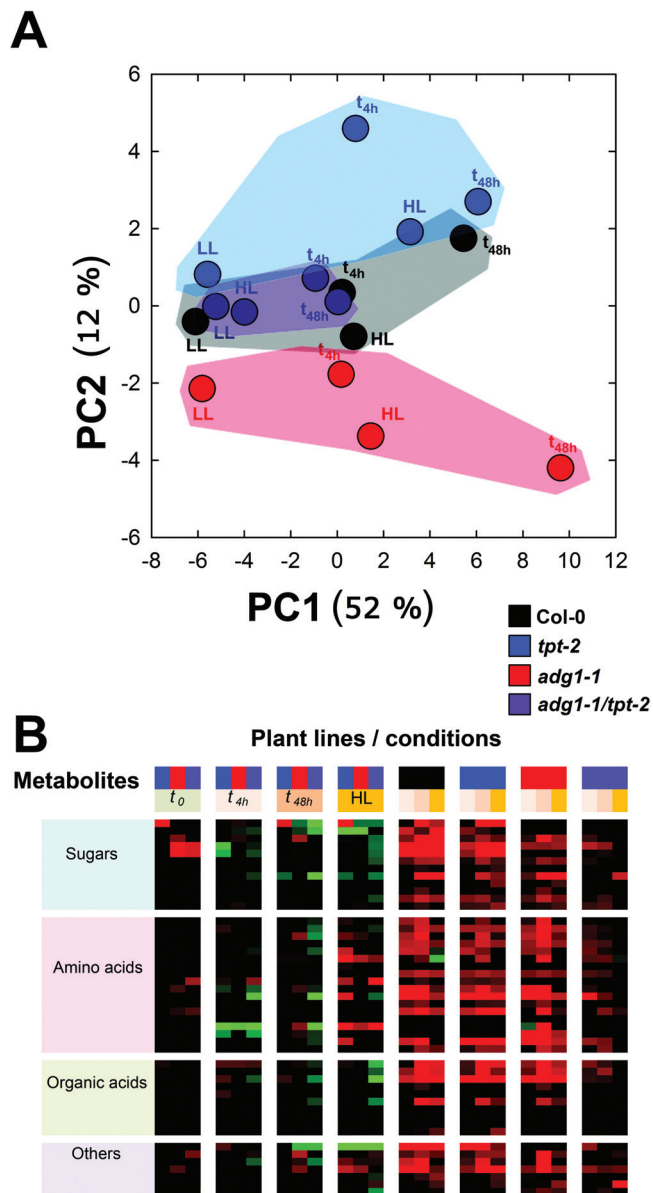 A
6
4
2
0
-2
-4
-6
PC2 (12 %)
t4h
t48h
HL
LL
t4h
t4h
t48h
HL
t48h
LL
LL
HL
t4h
LL
HL
t48h
-8 -6 -4 -2 0 2 4 6 8 10 12
PC1 (52 %)
Col-0
tpt-2
adg1-1
adg1-1/tpt-2
B
Plant lines / conditions
Metabolites
t0 t4h t48h HL
Sugars
Amino acids
Organic acids
Others